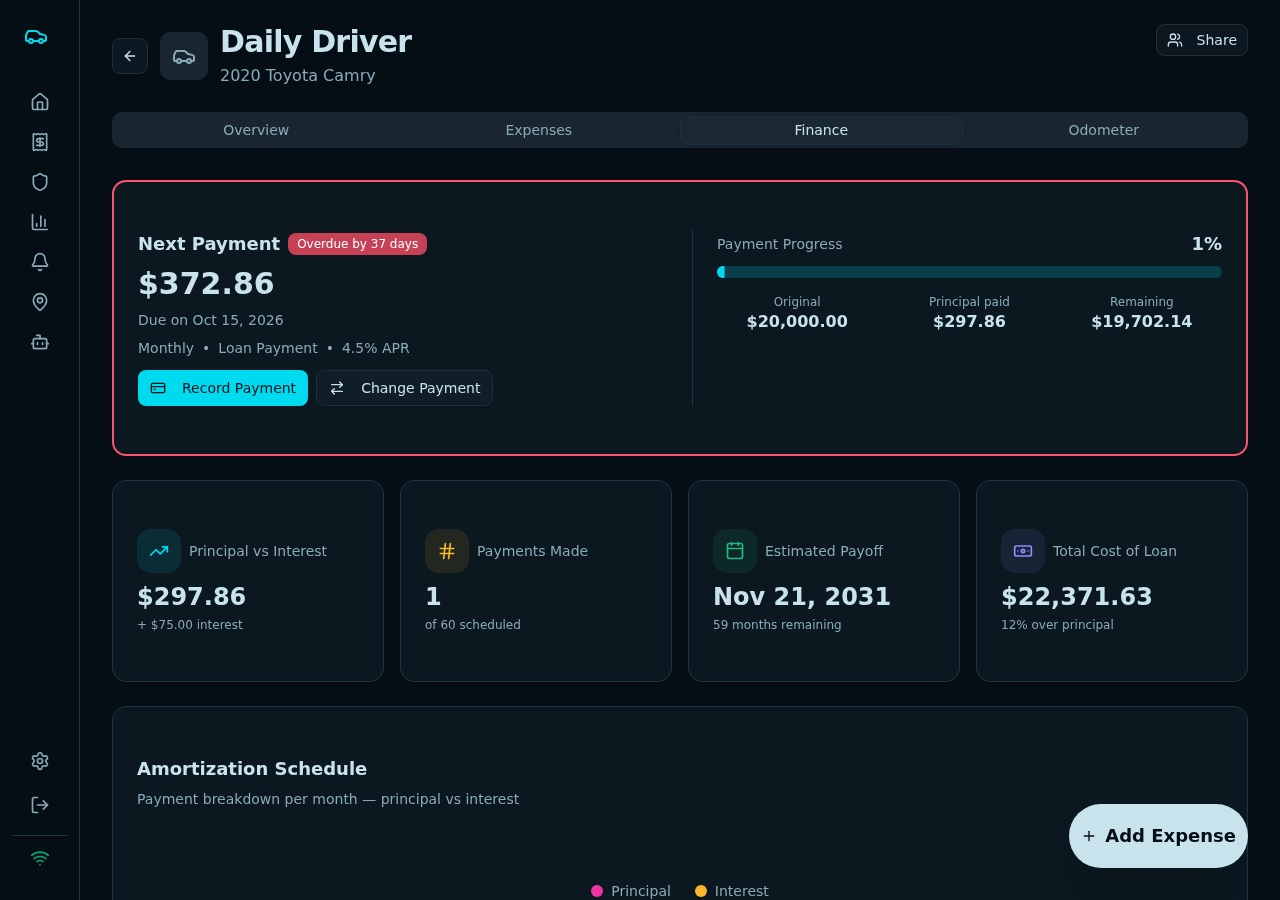 Daily Driver
2020 Toyota Camry
Share
Overview
Expenses
Finance
Odometer
Next Payment
Overdue by 37 days
$372.86
Due on Oct 15, 2026
Monthly • Loan Payment • 4.5% APR
Record Payment
Change Payment
Payment Progress
1%
Original
$20,000.00
Principal paid
$297.86
Remaining
$19,702.14
Principal vs Interest
$297.86
+ $75.00 interest
Payments Made
1
of 60 scheduled
Estimated Payoff
Nov 21, 2031
59 months remaining
Total Cost of Loan
$22,371.63
12% over principal
Amortization Schedule
Payment breakdown per month — principal vs interest
Principal
Interest
+ Add Expense